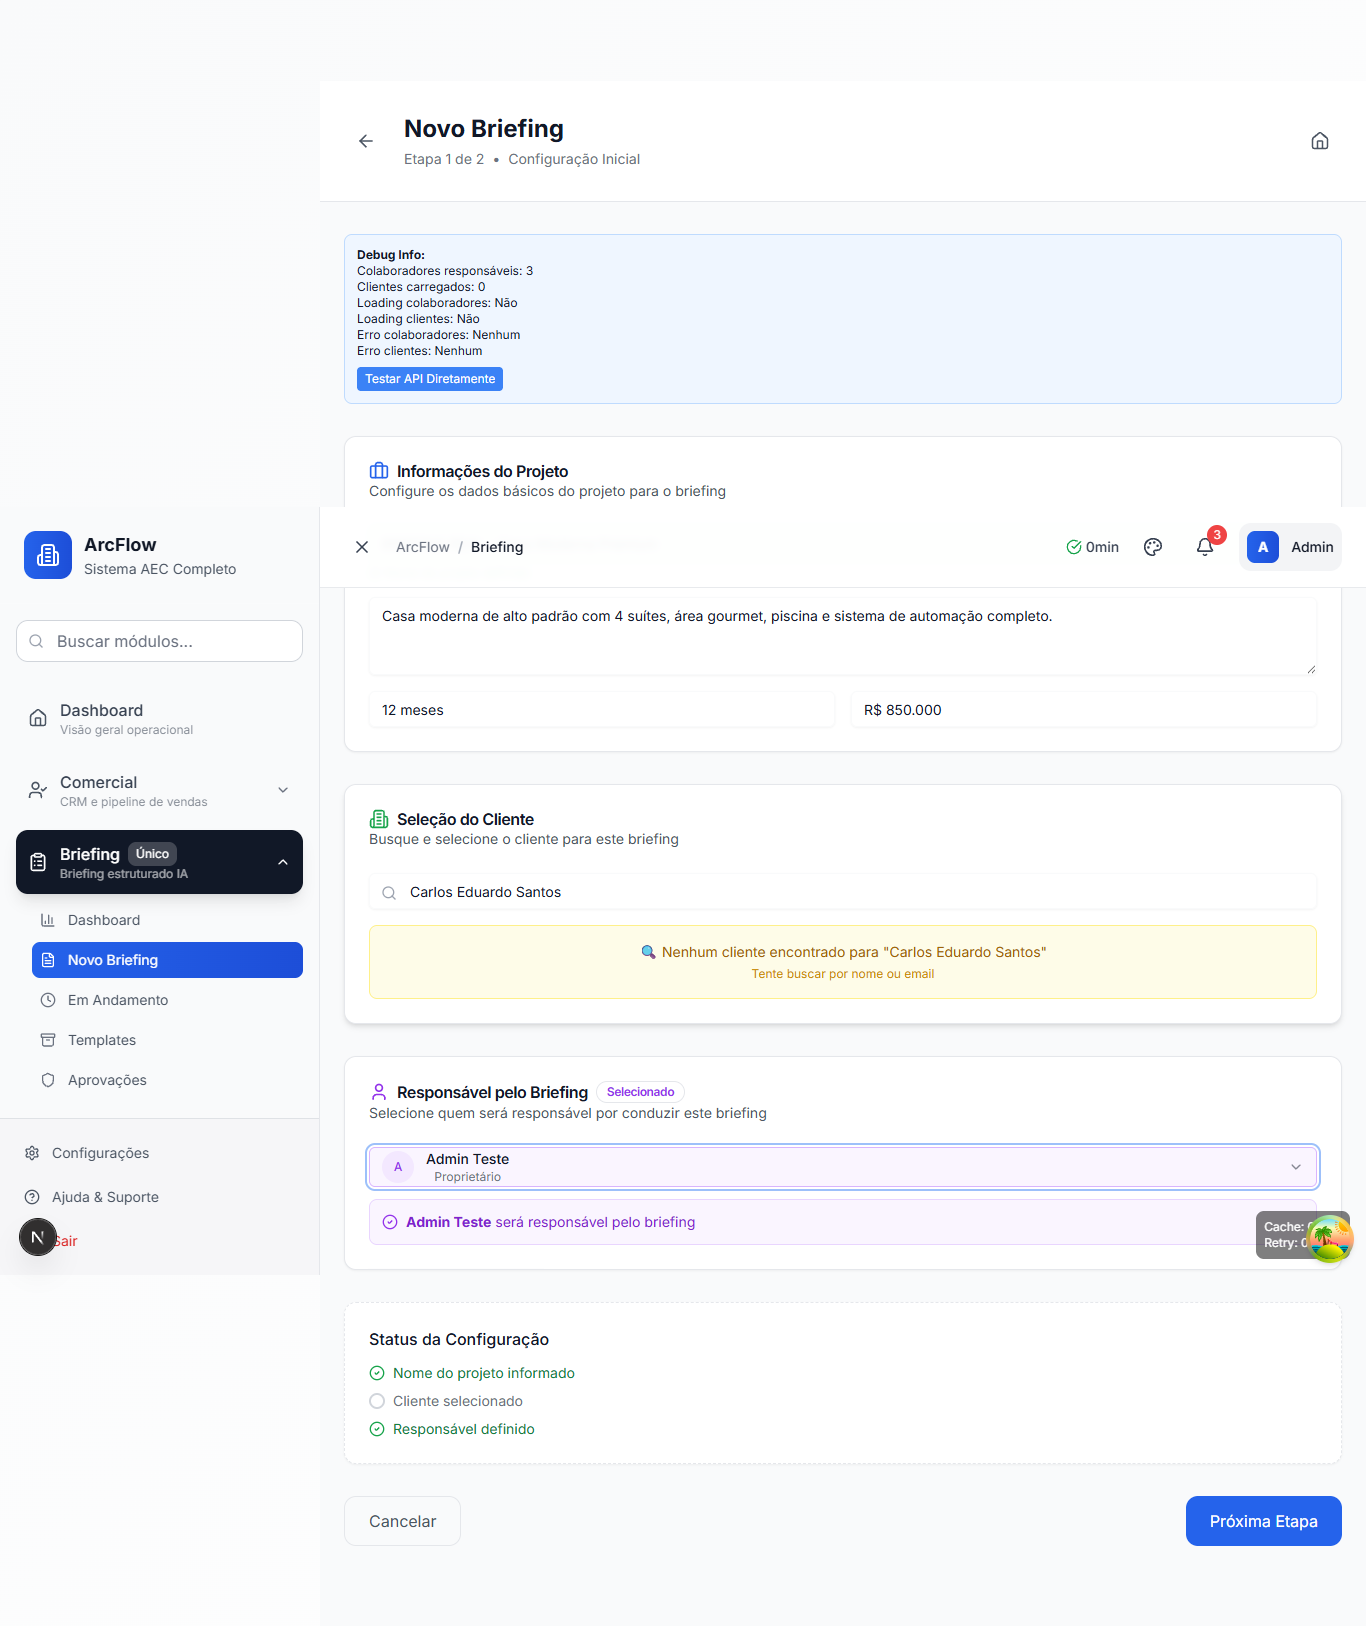 Novo Briefing
Etapa 1 de 2 • Configuração Inicial
Debug Info:
Colaboradores responsáveis: 3
Clientes carregados: 0
Loading colaboradores: Não
Loading clientes: Não
Erro colaboradores: Nenhum
Erro clientes: Nenhum
Testar API Diretamente
Informações do Projeto
Configure os dados básicos do projeto para o briefing
ArcFlow
Sistema AEC Completo
Buscar módulos...
Dashboard
Visão geral operacional
Comercial
CRM e pipeline de vendas
Briefing Único
Briefing estruturado IA
Dashboard
Novo Briefing
Em Andamento
Templates
Aprovações
Configurações
Ajuda & Suporte
N
Sair
ArcFlow / Briefing
0min
3
A Admin
Casa moderna de alto padrão com 4 suítes, área gourmet, piscina e sistema de automação completo.
12 meses
R$ 850.000
Seleção do Cliente
Busque e selecione o cliente para este briefing
Carlos Eduardo Santos
Nenhum cliente encontrado para "Carlos Eduardo Santos"
Tente buscar por nome ou email
Responsável pelo Briefing Selecionado
Selecione quem será responsável por conduzir este briefing
A Admin Teste
Proprietário
Admin Teste será responsável pelo briefing
Cache:
Retry:
Status da Configuração
Nome do projeto informado
Cliente selecionado
Responsável definido
Cancelar
Próxima Etapa